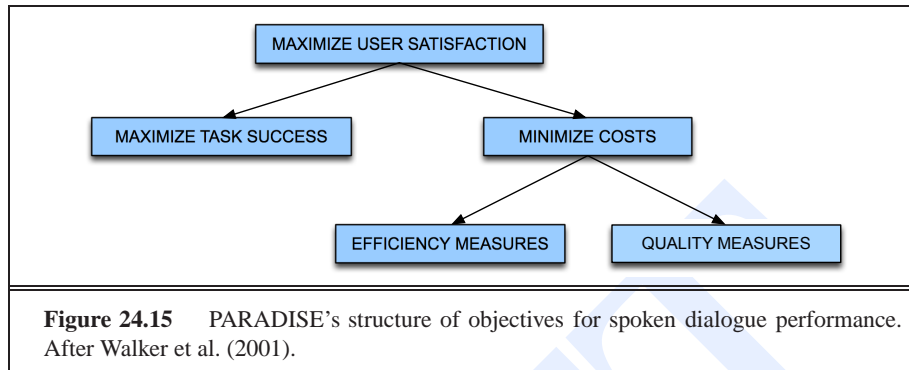 MAXIMIZE USER SATISFACTION
MAXIMIZE TASK SUCCESS
MINIMIZE COSTS
EFFICIENCY MEASURES
QUALITY MEASURES
Figure 24.15 PARADISE's structure of objectives for spoken dialogue performance.
After Walker et al. (2001).